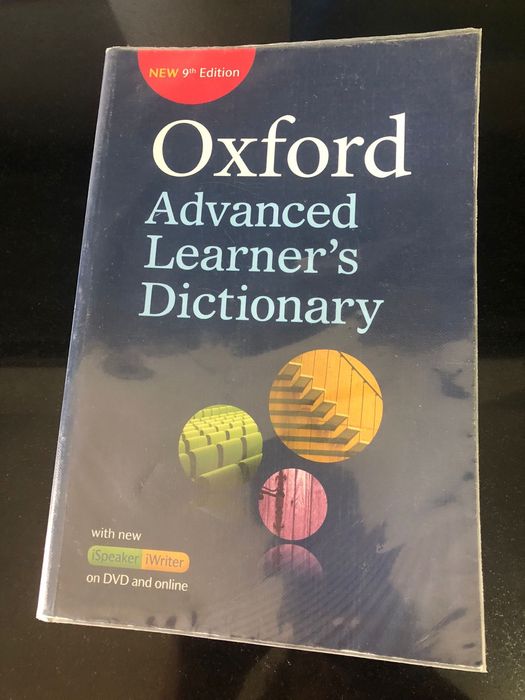 NEW 9th Edition
Oxford
Advanced
Learner's
Dictionary
with new
iSpeaker iWriter
on DVD and online